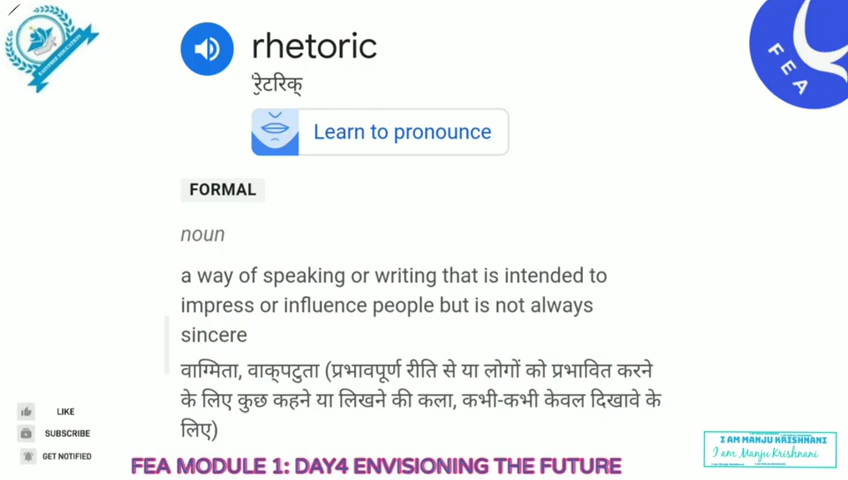 rhetoric
रे॒टरिक्
Learn to pronounce
FORMAL
noun
a way of speaking or writing that is intended to
impress or influence people but is not always
sincere
वाग्मिता, वाक्‍पटुता (प्रभावपूर्ण रीति से या लोगों को प्रभावित करने
के लिए कुछ कहने या लिखने की कला, कभी-कभी केवल दिखावे के
लिए)
FEA
LIKE
SUBSCRIBE
GET NOTIFIED
FEA MODULE 1: DAY4 ENVISIONING THE FUTURE
I AM MANJU KRISHNANI
I am Manju Krishnani